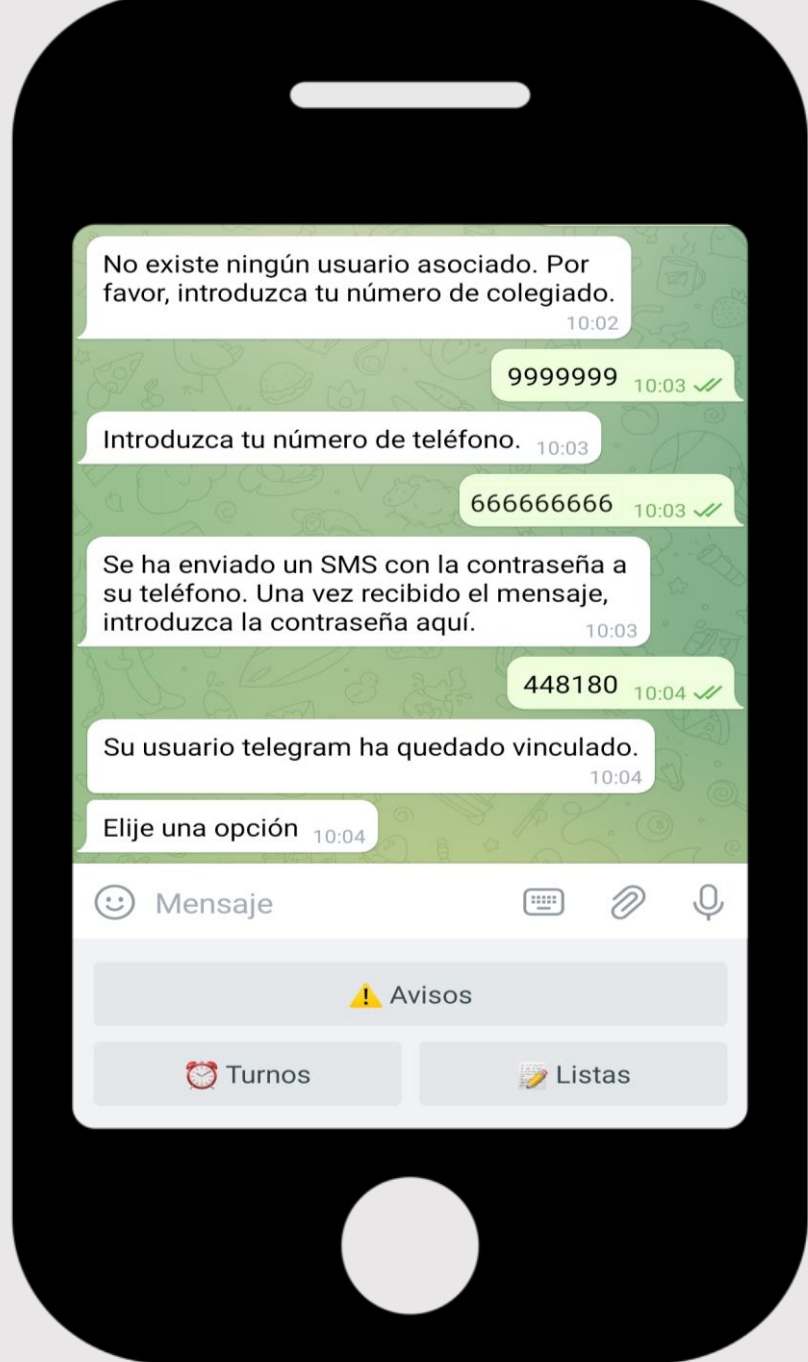 No existe ningún usuario asociado. Por
favor, introduzca tu número de colegiado.
10:02
9999999 10:03
Introduzca tu número de teléfono. 10:03
666666666 10:03
Se ha enviado un SMS con la contraseña a
su teléfono. Una vez recibido el mensaje,
introduzca la contraseña aquí. 10:03
448180 10:04
Su usuario telegram ha quedado vinculado.
10:04
Elije una opción 10:04
Mensaje
Avisos
Turnos
Listas